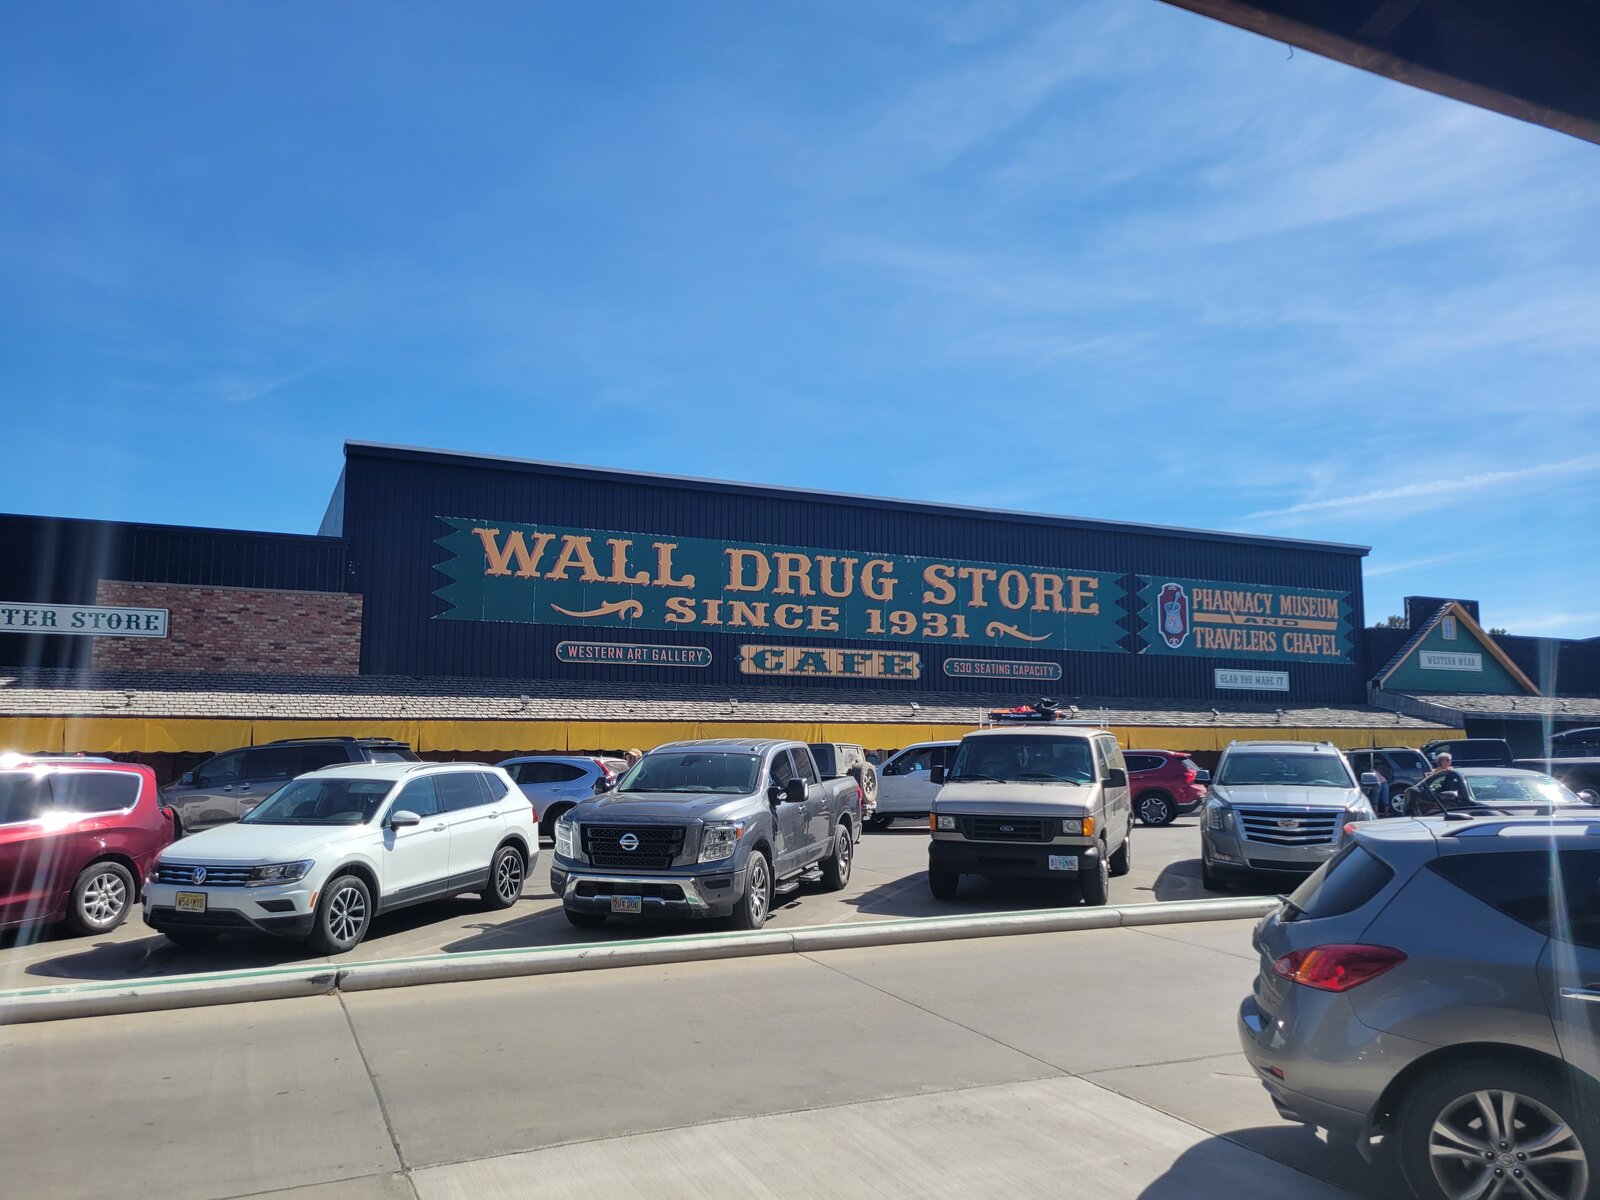 WALL DRUG STORE
SINCE 1931
PHARMACY MUSEUM
AND
TRAVELERS CHAPEL
TER STORE
WESTERN ART GALLERY
CAFE
530 SEATING CAPACITY
GLAD YOU MADE IT
WESTERN WEAR